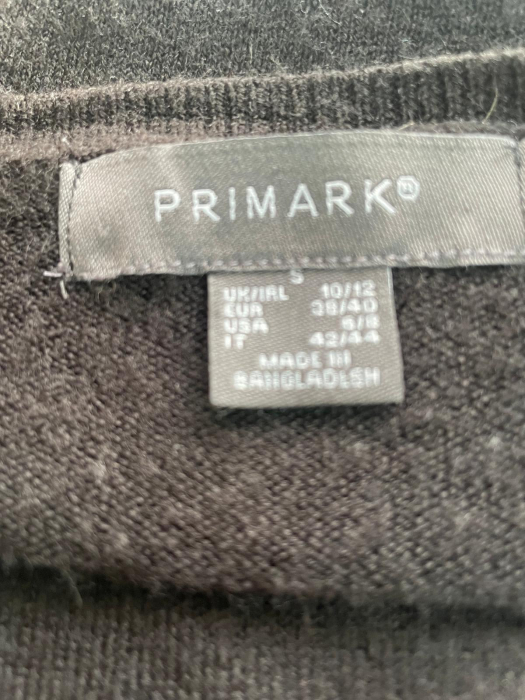 PRIMARK®
S
UK/IRL 10/12
EUR 38/40
USA 6/8
IT 42/44
MADE IN
BANGLADESH